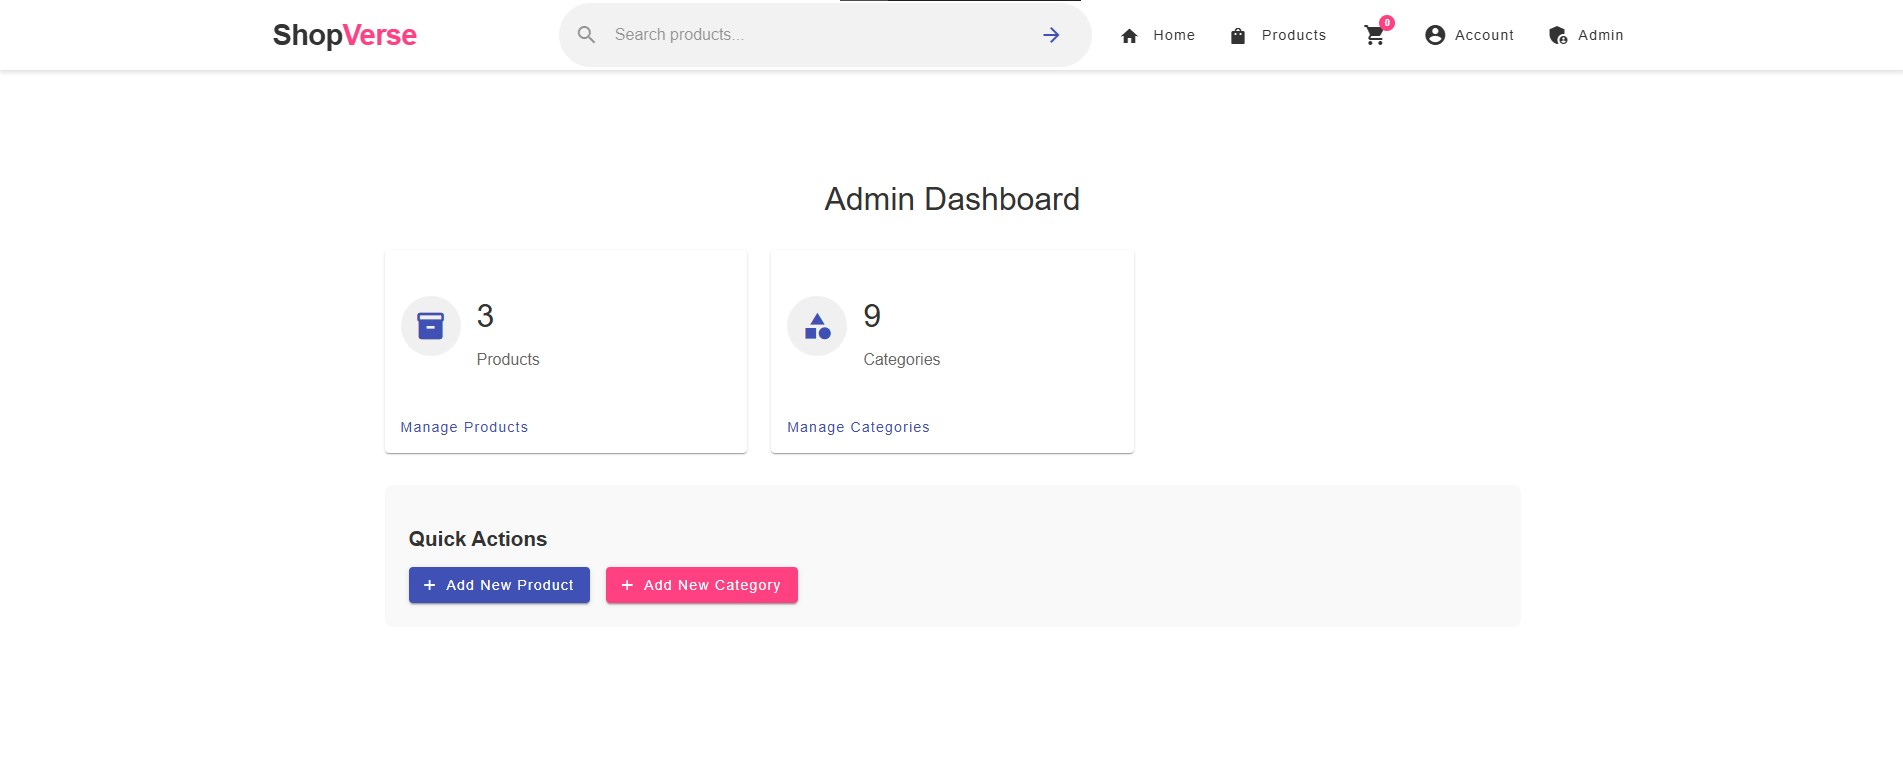 ShopVerse
Search products...
Home
Products
0
Account
Admin
Admin Dashboard
3
Products
Manage Products
9
Categories
Manage Categories
Quick Actions
+ Add New Product
+ Add New Category